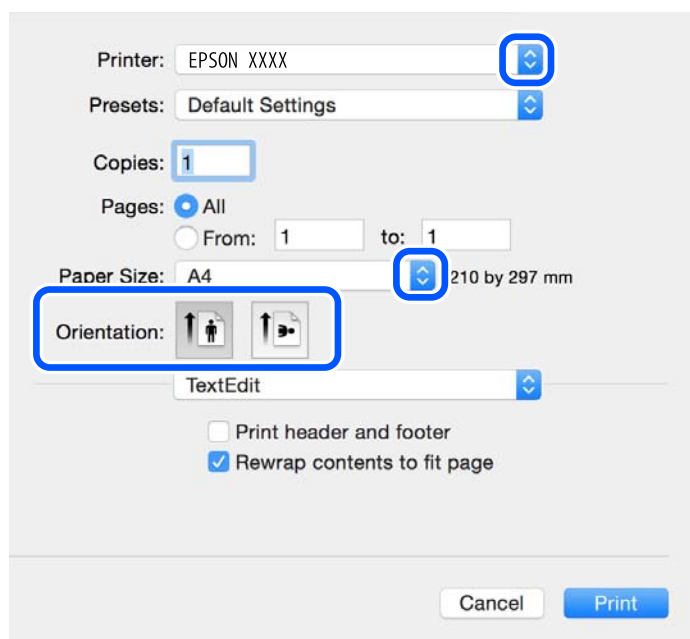 Printer: EPSON XXXX
Presets: Default Settings
Copies: 1
Pages: All
From: 1 to: 1
Paper Size: A4 210 by 297 mm
Orientation:
TextEdit
Print header and footer
Rewrap contents to fit page
Cancel Print